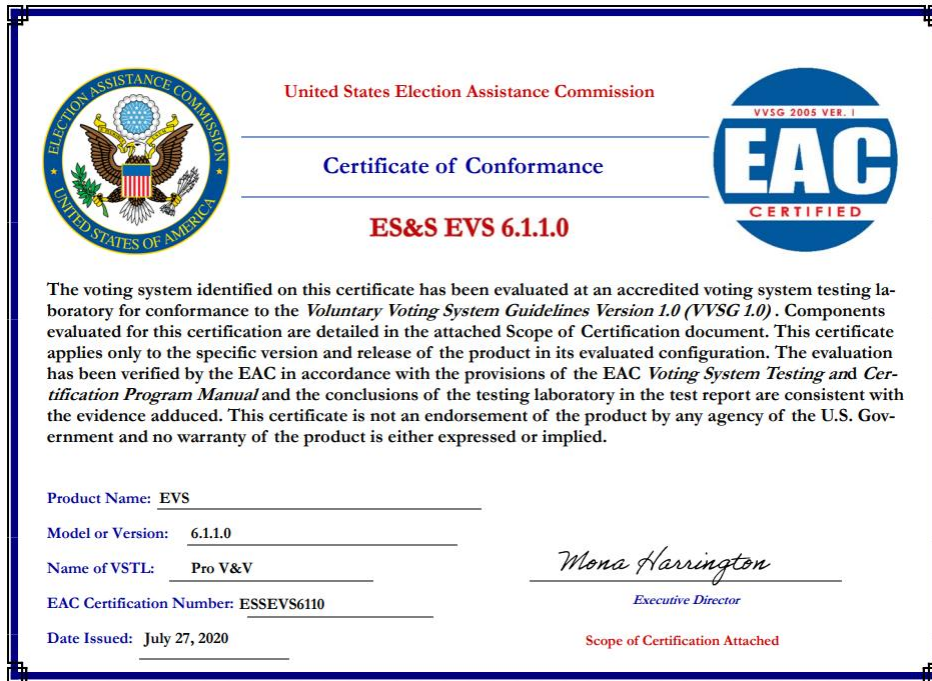 ELECTION ASSISTANCE COMMISSION
UNITED STATES OF AMERICA
United States Election Assistance Commission
Certificate of Conformance
ES&S EVS 6.1.1.0
VVSG 2005 VER. I
EAC
CERTIFIED
The voting system identified on this certificate has been evaluated at an accredited voting system testing la-
boratory for conformance to the Voluntary Voting System Guidelines Version 1.0 (VVSG 1.0) . Components
evaluated for this certification are detailed in the attached Scope of Certification document. This certificate
applies only to the specific version and release of the product in its evaluated configuration. The evaluation
has been verified by the EAC in accordance with the provisions of the EAC Voting System Testing and Cer-
tification Program Manual and the conclusions of the testing laboratory in the test report are consistent with
the evidence adduced. This certificate is not an endorsement of the product by any agency of the U.S. Gov-
ernment and no warranty of the product is either expressed or implied.
Product Name: EVS
Model or Version: 6.1.1.0
Name of VSTL: Pro V&V
EAC Certification Number: ESSEVS6110
Date Issued: July 27, 2020
Mona Harrington
Executive Director
Scope of Certification Attached